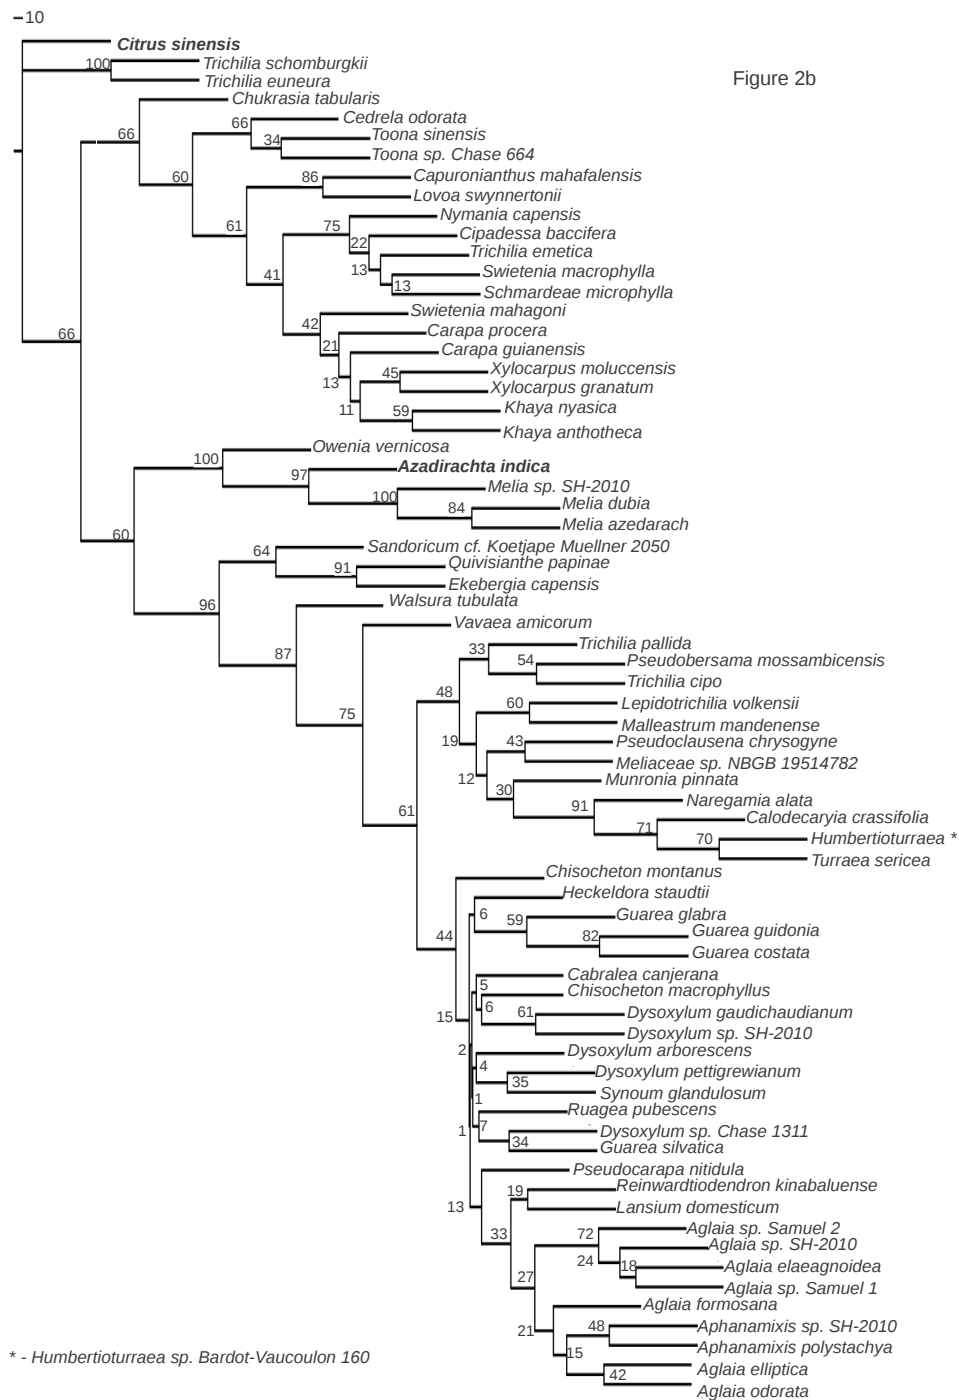 10
Citrus sinensis
100
Trichilia schomburgkii
Trichilia euneura
Figure 2b
Chukrasia tabularis
66
66
Cedrela odorata
34
Toona sinensis
Toona sp. Chase 664
60
86
Capuronianthus mahafalensis
Lovoa swynnertonii
61
75
Nymania capensis
22
Cipadessa baccifera
13
Trichilia emetica
Swietenia macrophylla
41
13
Schmardeae microphylla
42
Swietenia mahagoni
66
21
Carapa procera
Carapa guianensis
13
45
Xylocarpus moluccensis
Xylocarpus granatum
11
59
Khaya nyasica
Khaya anthotheca
100
Owenia vernicosa
97
Azadirachta indica
100
Melia sp. SH-2010
84
Melia dubia
Melia azedarach
60
64
Sandoricum cf. Koetjape Muellner 2050
91
Quivisianthe papinae
Ekebergia capensis
96
Walsura tubulata
Vavaea amicorum
87
33
Trichilia pallida
54
Pseudobersama mossambicensis
Trichilia cipo
48
60
Lepidotrichilia volkensii
75
Malleastrum mandenense
19
43
Pseudoclausena chrysogyne
Meliaceae sp. NBGB 19514782
12
30
Munronia pinnata
91
Naregamia alata
61
71
Calodecaryia crassifolia
70
Humbertioturraea *
Turraea sericea
Chisocheton montanus
Heckeldora staudtii
6
59
Guarea glabra
44
82
Guarea guidonia
Guarea costata
Cabralea canjerana
5
Chisocheton macrophyllus
6
61
Dysoxylum gaudichaudianum
15
Dysoxylum sp. SH-2010
2
Dysoxylum arborescens
4
Dysoxylum pettigrewianum
35
Synoum glandulosum
1
Ruagea pubescens
1
7
Dysoxylum sp. Chase 1311
34
Guarea silvatica
Pseudocarapa nitidula
13
19
Reinwardtiodendron kinabaluense
Lansium domesticum
33
72
Aglaia sp. Samuel 2
24
Aglaia sp. SH-2010
18
Aglaia elaeagnoidea
27
Aglaia sp. Samuel 1
Aglaia formosana
21
48
Aphanamixis sp. SH-2010
15
Aphanamixis polystachya
* - Humbertioturraea sp. Bardot-Vaucoulon 160
42
Aglaia elliptica
Aglaia odorata